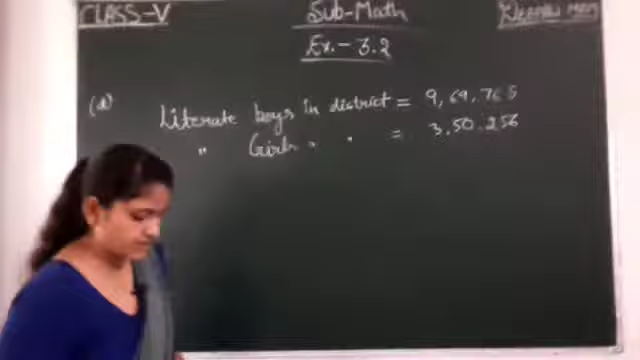 CLASS-V
Sub-Math
Ex.-3.2
(d) Literate boys in district = 9,69,765
" Girls " " = 3,50,256